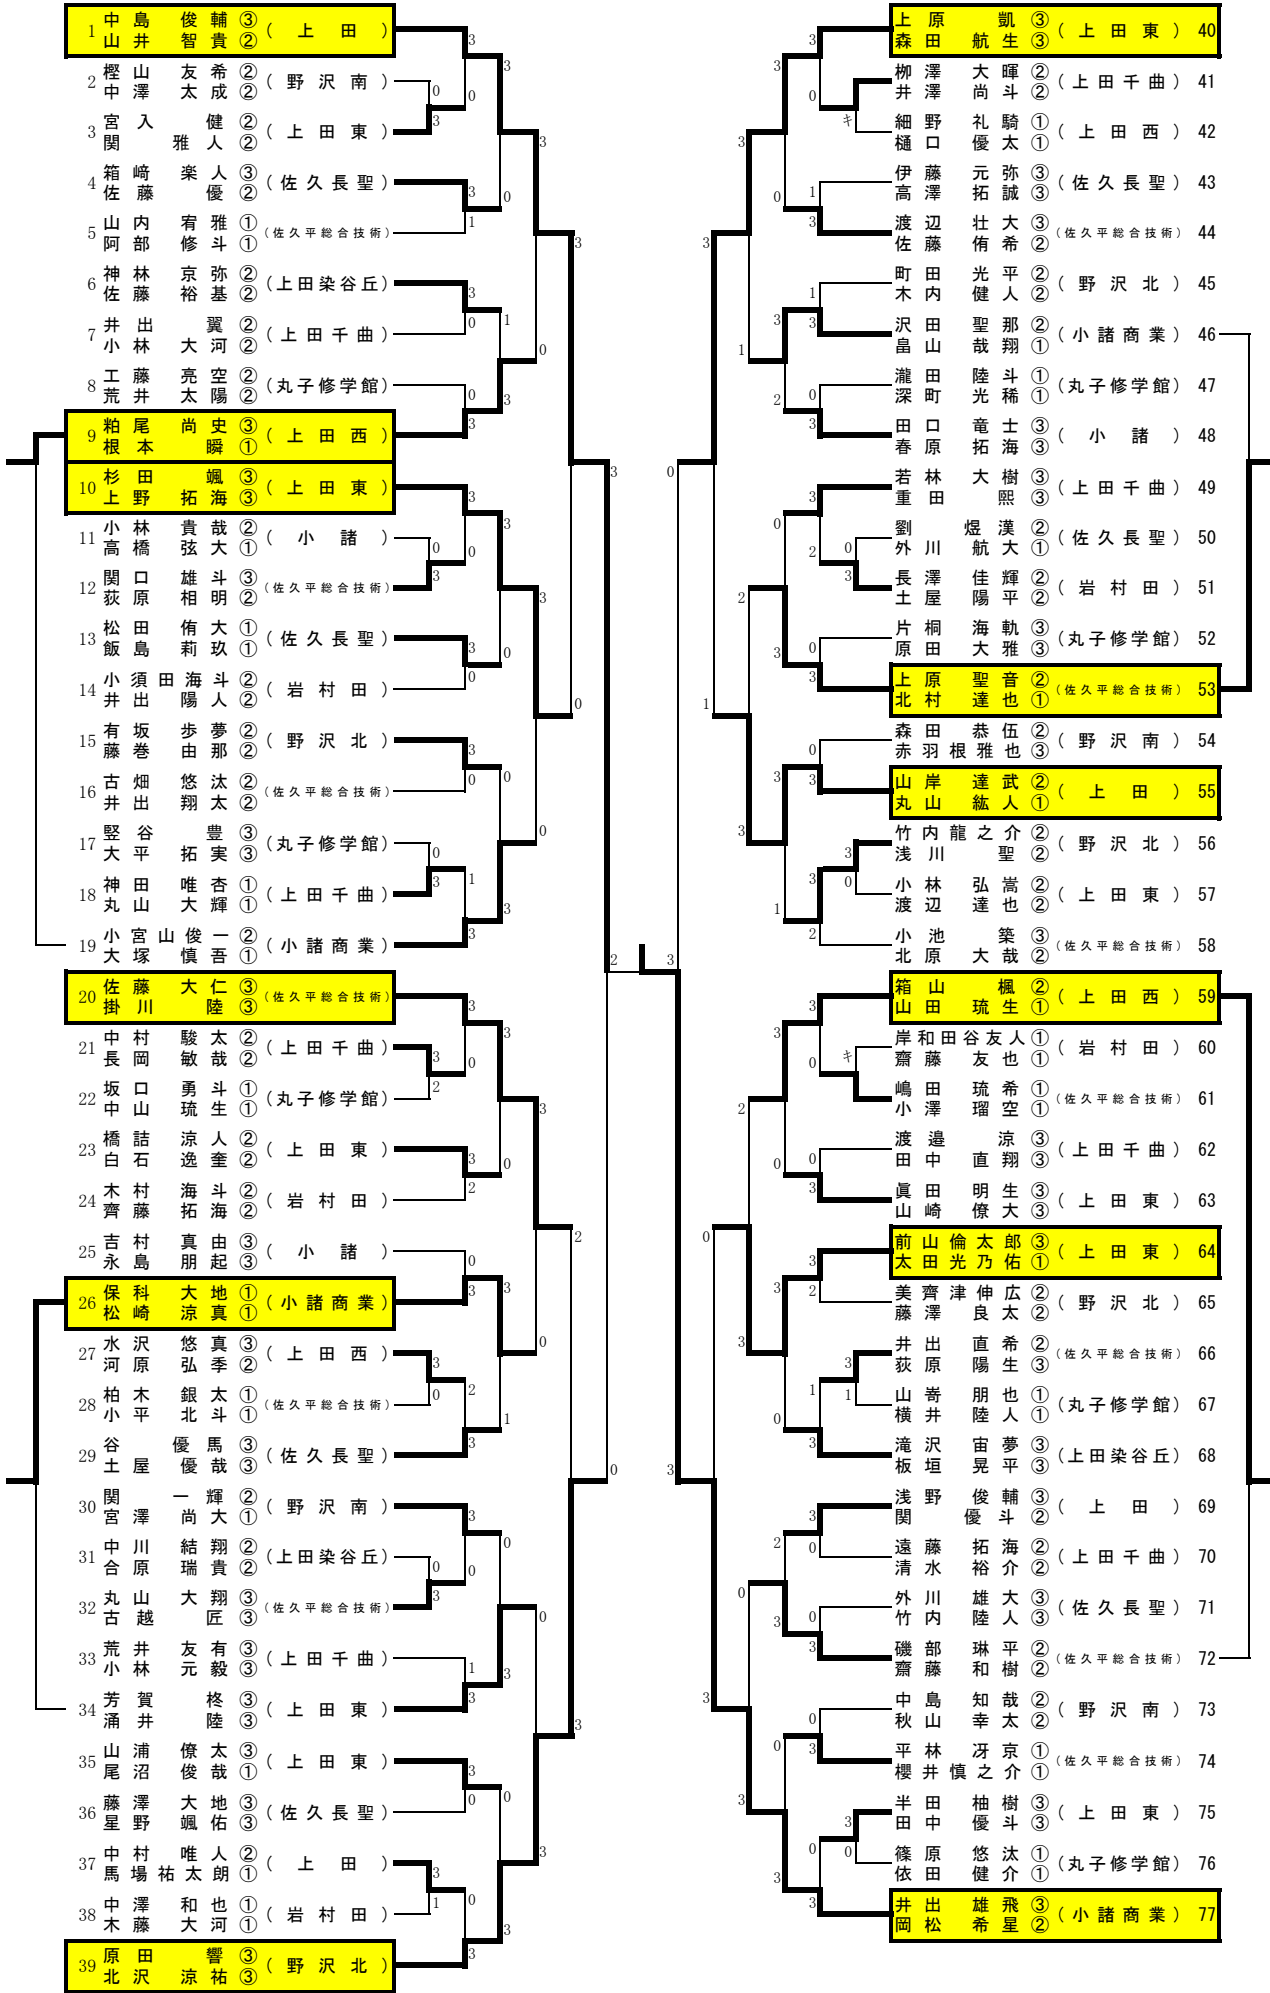 1 中島 俊輔 ③ (上田)
山井 智貴 ②
2 樫山 友希 ② (野沢南)
中澤 太成 ②
3 宮入 健 ② (上田東)
関 雅人 ②
4 箱﨑 楽人 ③ (佐久長聖)
佐藤 優 ②
5 山内 宥雅 ① (佐久平総合技術)
阿部 修斗 ①
6 神林 京弥 ② (上田染谷丘)
佐藤 裕基 ②
7 井出 翼 ② (上田千曲)
小林 大河 ②
8 工藤 亮空 ② (丸子修学館)
荒井 太陽 ②
9 粕尾 尚史 ③ (上田西)
根本 瞬 ①
10 杉田 颯 ③ (上田東)
上野 拓海 ③
11 小林 貴哉 ② (小諸)
高橋 弦大 ①
12 関口 雄斗 ③ (佐久平総合技術)
荻原 相明 ②
13 松田 侑大 ① (佐久長聖)
飯島 莉玖 ①
14 小須田海斗 ② (岩村田)
井出 陽人 ②
15 有坂 歩夢 ② (野沢北)
藤巻 由那 ②
16 古畑 悠汰 ② (佐久平総合技術)
井出 翔太 ②
17 竪谷 豊 ③ (丸子修学館)
大平 拓実 ③
18 神田 唯杏 ① (上田千曲)
丸山 大輝 ①
19 小宮山俊一 ② (小諸商業)
大塚 慎吾 ①
20 佐藤 大仁 ③ (佐久平総合技術)
掛川 陸 ③
21 中村 駿太 ② (上田千曲)
長岡 敏哉 ②
22 坂口 勇斗 ① (丸子修学館)
中山 琉生 ①
23 橋詰 涼人 ② (上田東)
白石 逸奎 ②
24 木村 海斗 ② (岩村田)
齊藤 拓海 ②
25 吉村 真由 ③ (小諸)
永島 朋起 ③
26 保科 大地 ① (小諸商業)
松崎 涼真 ①
27 水沢 悠真 ③ (上田西)
河原 弘季 ②
28 柏木 銀太 ① (佐久平総合技術)
小平 北斗 ①
29 谷 優馬 ③ (佐久長聖)
土屋 優哉 ③
30 関 一輝 ② (野沢南)
宮澤 尚大 ①
31 中川 結翔 ② (上田染谷丘)
合原 瑞貴 ②
32 丸山 大翔 ③ (佐久平総合技術)
古越 匠 ③
33 荒井 友有 ③ (上田千曲)
小林 元毅 ③
34 芳賀 柊 ③ (上田東)
涌井 陸 ③
35 山浦 僚太 ③ (上田東)
尾沼 俊哉 ①
36 藤澤 大地 ③ (佐久長聖)
星野 颯佑 ③
37 中村 唯人 ② (上田)
馬場祐太朗 ①
38 中澤 和也 ① (岩村田)
木藤 大河 ①
39 原田 響 ③ (野沢北)
北沢 涼祐 ③
上原 凱 ③ (上田東) 40
森田 航生 ③
栁澤 大暉 ② (上田千曲) 41
井澤 尚斗 ②
細野 礼騎 ① (上田西) 42
樋口 優太 ①
伊藤 元弥 ③ (佐久長聖) 43
高澤 拓誠 ③
渡辺 壮大 ③ (佐久平総合技術) 44
佐藤 侑希 ②
町田 光平 ② (野沢北) 45
木内 健人 ②
沢田 聖那 ② (小諸商業) 46
畠山 哉翔 ①
瀧田 陸斗 ① (丸子修学館) 47
深町 光稀 ①
田口 竜士 ③ (小諸) 48
春原 拓海 ③
若林 大樹 ③ (上田千曲) 49
重田 熙 ③
劉 煜漢 ② (佐久長聖) 50
外川 航大 ①
長澤 佳輝 ② (岩村田) 51
土屋 陽平 ②
片桐 海軌 ③ (丸子修学館) 52
原田 大雅 ③
上原 聖音 ② (佐久平総合技術) 53
北村 達也 ①
森田 恭伍 ② (野沢南) 54
赤羽根雅也 ③
山岸 達武 ② (上田) 55
丸山 紘人 ①
竹内龍之介 ② (野沢北) 56
浅川 聖 ②
小林 弘嵩 ② (上田東) 57
渡辺 達也 ②
小池 築 ③ (佐久平総合技術) 58
北原 大哉 ②
箱山 楓 ② (上田西) 59
山田 琉生 ①
岸和田谷友人 ① (岩村田) 60
齋藤 友也 ①
嶋田 琉希 ① (佐久平総合技術) 61
小澤 瑠空 ①
渡邉 涼 ③ (上田千曲) 62
田中 直翔 ③
眞田 明生 ③ (上田東) 63
山崎 僚大 ③
前山倫太郎 ③ (上田東) 64
太田光乃佑 ①
美齊津伸広 ② (野沢北) 65
藤澤 良太 ②
井出 直希 ② (佐久平総合技術) 66
荻原 陽生 ③
山嵜 朋也 ① (丸子修学館) 67
横井 陸人 ①
滝沢 宙夢 ③ (上田染谷丘) 68
板垣 晃平 ③
浅野 俊輔 ③ (上田) 69
関 優斗 ②
遠藤 拓海 ② (上田千曲) 70
清水 裕介 ②
外川 雄大 ③ (佐久長聖) 71
竹内 陸人 ③
磯部 琳平 ② (佐久平総合技術) 72
齋藤 和樹 ②
中島 知哉 ② (野沢南) 73
秋山 幸太 ②
平林 冴京 ① (佐久平総合技術) 74
櫻井慎之介 ①
半田 柚樹 ③ (上田東) 75
田中 優斗 ③
篠原 悠汰 ① (丸子修学館) 76
依田 健介 ①
井出 雄飛 ③ (小諸商業) 77
岡松 希星 ②